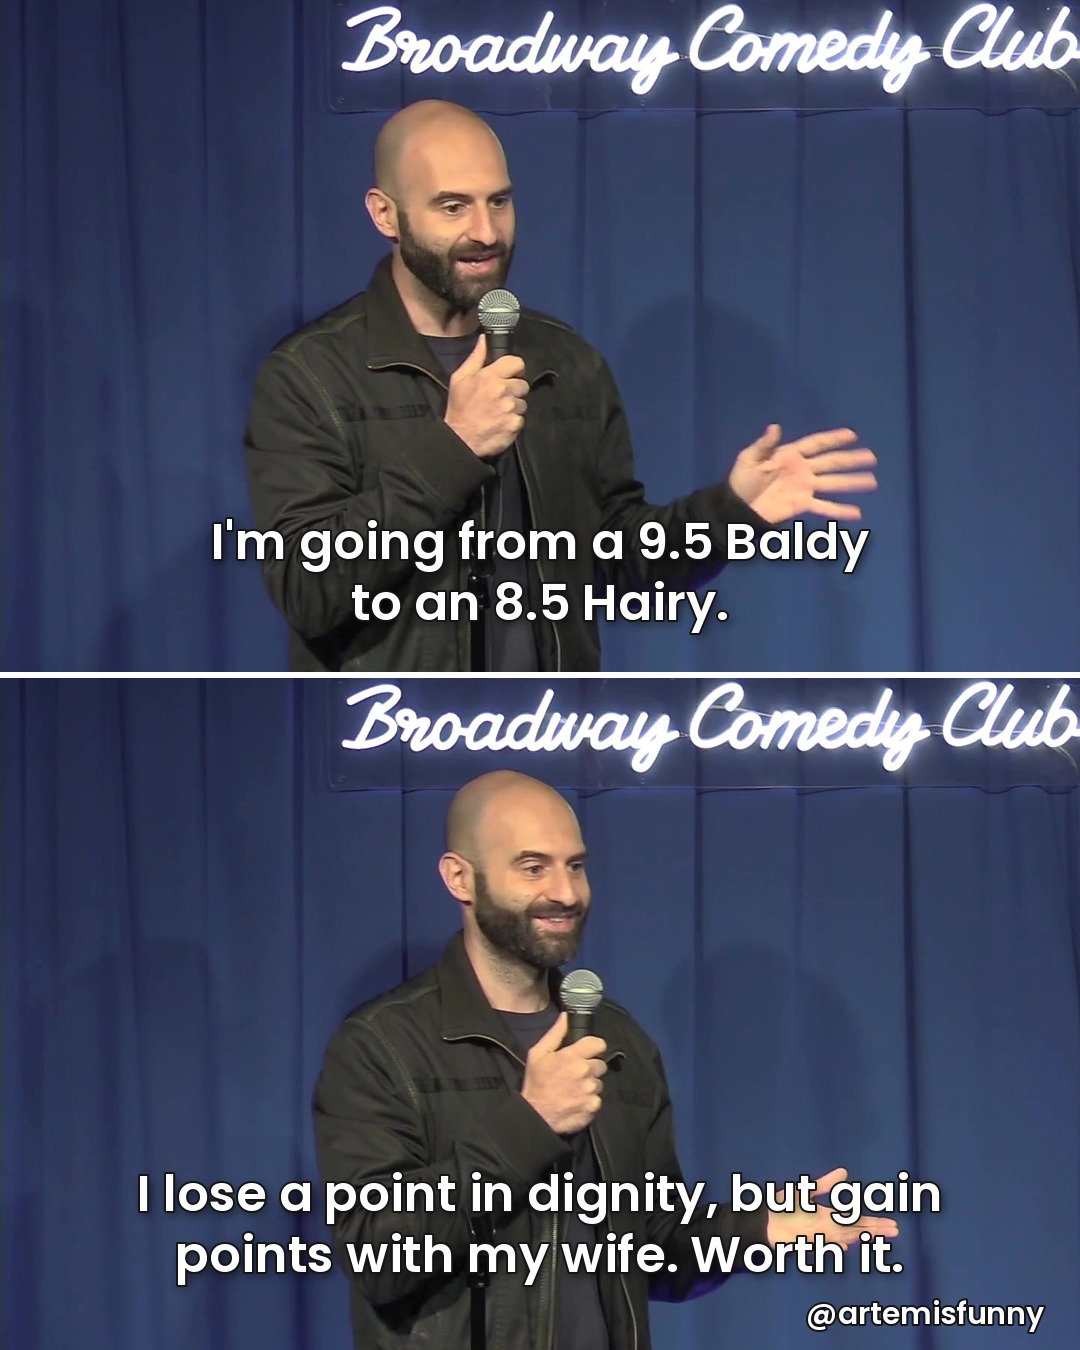 Broadway Comedy Club
I'm going from a 9.5 Baldy
to an 8.5 Hairy.
Broadway Comedy Club
I lose a point in dignity, but gain
points with my wife. Worth it.
@artemisfunny